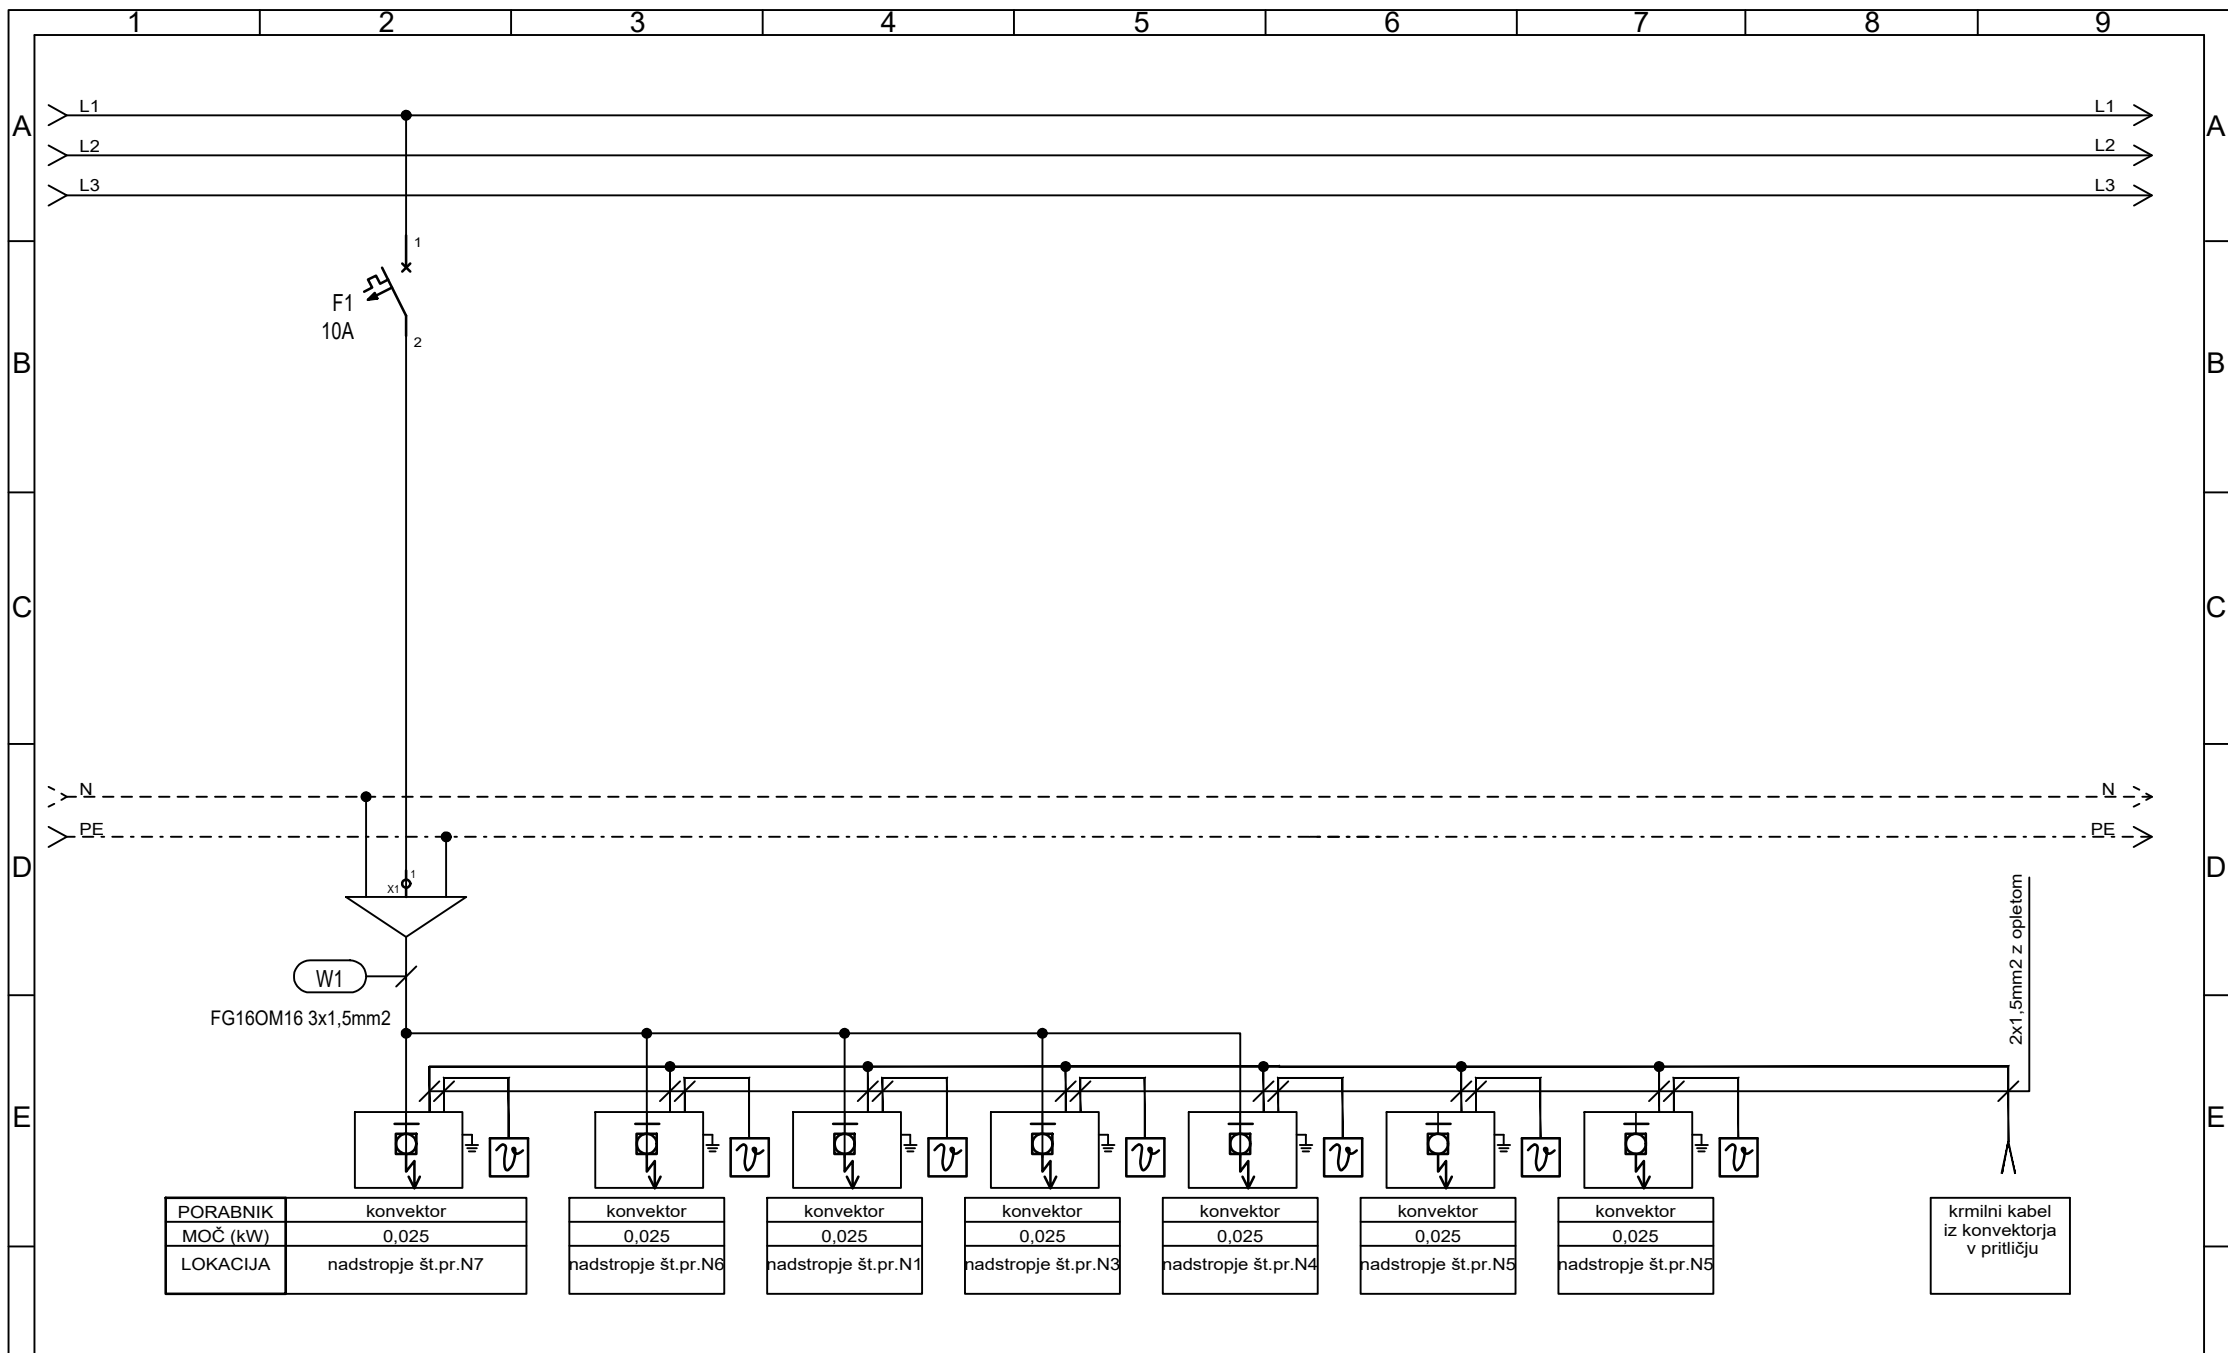 1 2 3 4 5 6 7 8 9
L1 L1
A A
L2 L2
L3 L3
1
F1
10A
2
B B
C C
N N
PE PE
D D
1
X1
2x1,5mm2 z opletom
W1
FG16OM16 3x1,5mm2
E E
ϑ ϑ ϑ ϑ ϑ ϑ ϑ
PORABNIK konvektor konvektor konvektor konvektor konvektor konvektor konvektor
MOČ (kW) 0,025 0,025 0,025 0,025 0,025 0,025 0,025
LOKACIJA nadstropje št.pr.N7 nadstropje št.pr.N6 nadstropje št.pr.N1 nadstropje št.pr.N3 nadstropje št.pr.N4 nadstropje št.pr.N5 nadstropje št.pr.N5
krmilni kabel
iz konvektorja
v pritličju